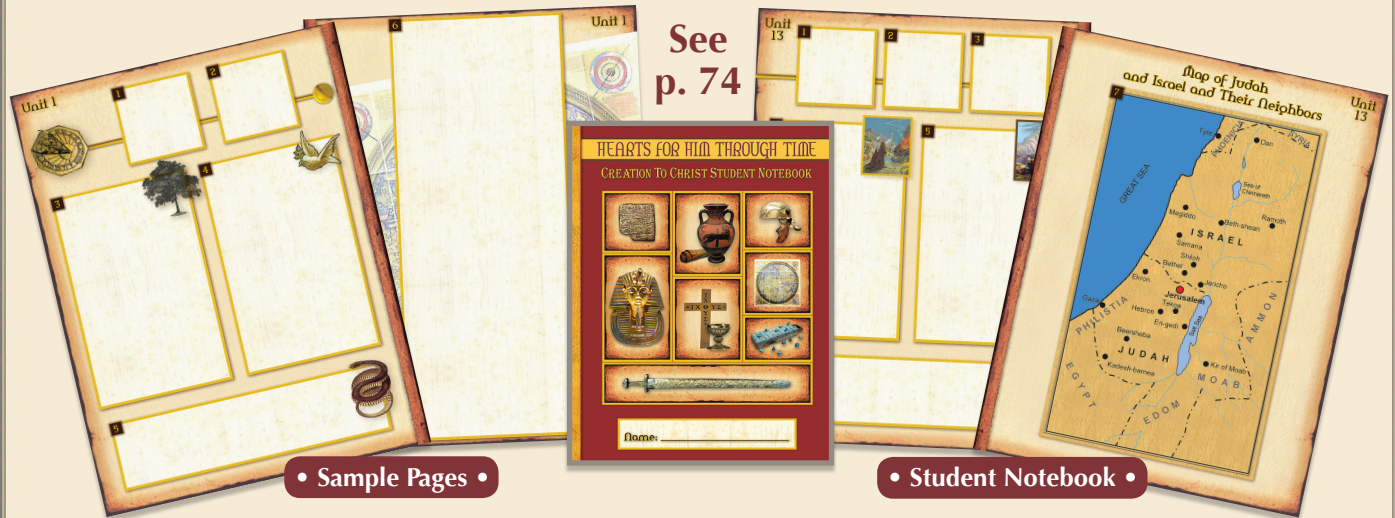 Unit 1
1
2
3
4
5
6
Unit 1
See
p. 74
HEARTS FOR HIM THROUGH TIME
CREATION TO CHRIST STUDENT NOTEBOOK
Name:
Unit
13
1
2
3
9
Map of Judah
and Israel and Their Neighbors
Unit
13
7
Tyre
PHOENICIA
SYRIA
Dan
GREAT SEA
Sea of
Chinnereth
Megiddo
Beth-shean
Ramoth
ISRAEL
Samaria
Shiloh
Bethel
Ekron
Jericho
Jerusalem
Gaza
Tekoa
PHILISTIA
Hebron
En-gedi
Salt Sea
AMMON
Beersheba
JUDAH
Kir of Moab
Kadesh-barnea
MOAB
EGYPT
EDOM
• Sample Pages •
• Student Notebook •